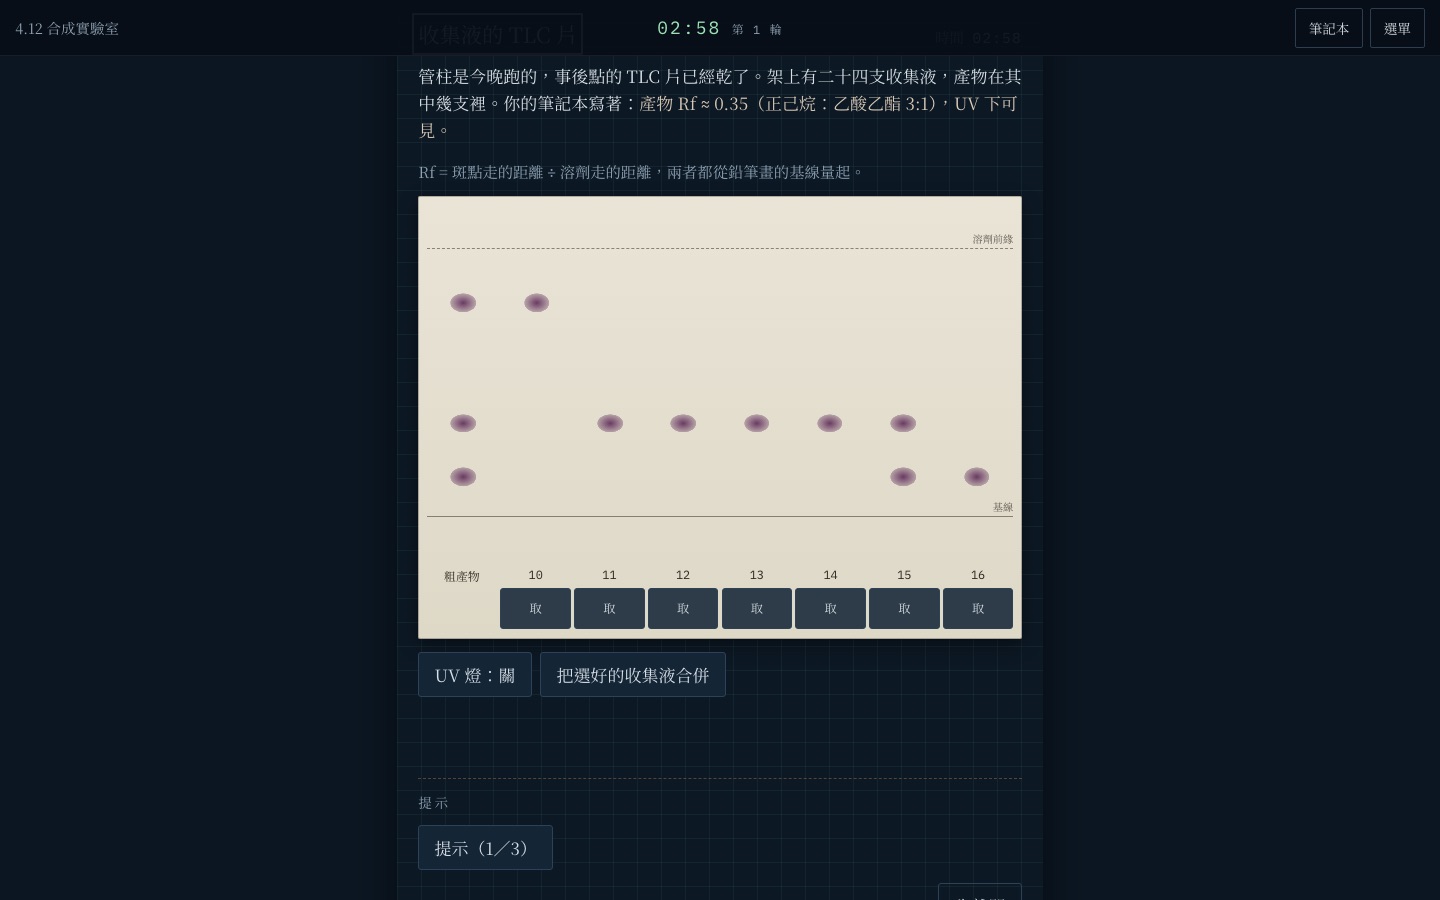 4.12 合成實驗室
收集液的 TLC 片
02:58 第 1 輪
時間 02:58
筆記本
選單
管柱是今晚跑的，事後點的 TLC 片已經乾了。架上有二十四支收集液，產物在其
中幾支裡。你的筆記本寫著：產物 Rf ≈ 0.35（正己烷：乙酸乙酯 3:1），UV 下可
見。
Rf = 斑點走的距離 ÷ 溶劑走的距離，兩者都從鉛筆畫的基線量起。
溶劑前緣
基線
粗產物 10 11 12 13 14 15 16
取 取 取 取 取 取 取
UV 燈：關
把選好的收集液合併
提示
提示（1／3）